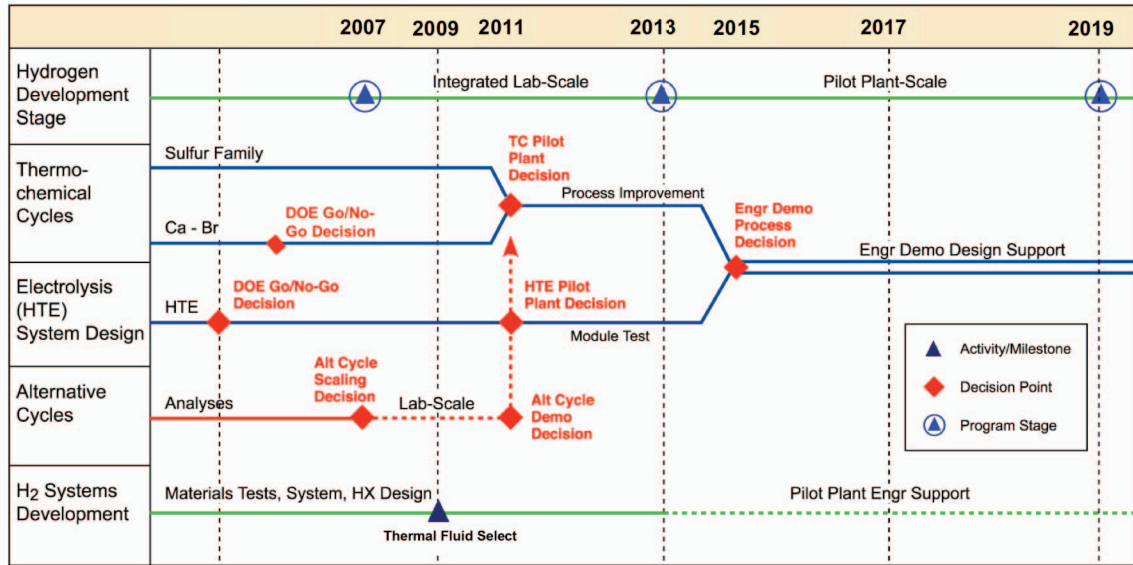 2007 2009 2011 2013 2015 2017 2019
Hydrogen
Development
Stage
Integrated Lab-Scale
Pilot Plant-Scale
Thermo-
chemical
Cycles
Sulfur Family
TC Pilot
Plant
Decision
Process Improvement
Ca - Br
DOE Go/No-
Go Decision
Engr Demo
Process
Decision
Engr Demo Design Support
Electrolysis
(HTE)
System Design
HTE
DOE Go/No-Go
Decision
HTE Pilot
Plant Decision
Module Test
Alternative
Cycles
Analyses
Alt Cycle
Scaling
Decision
Lab-Scale
Alt Cycle
Demo
Decision
Activity/Milestone
Decision Point
Program Stage
H2 Systems
Development
Materials Tests, System, HX Design
Thermal Fluid Select
Pilot Plant Engr Support